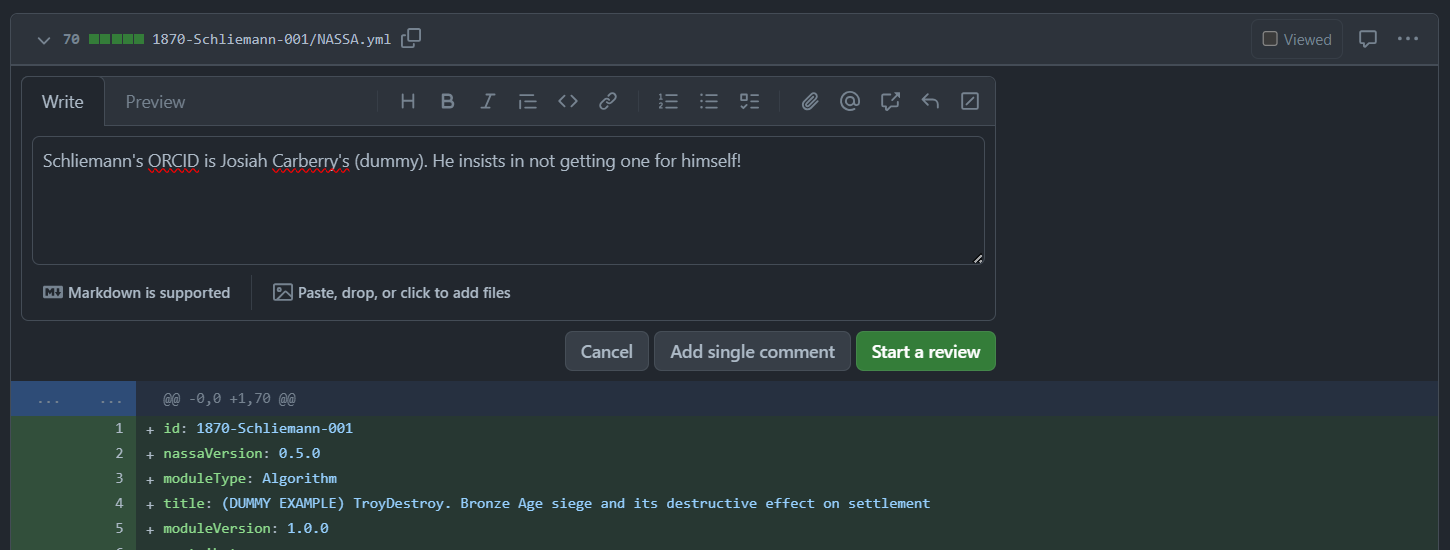 70 1870-Schliemann-001/NASSA.yml Viewed
Write Preview
Schliemann's ORCID is Josiah Carberry's (dummy). He insists in not getting one for himself!
Markdown is supported Paste, drop, or click to add files
Cancel Add single comment Start a review
... ... @@ -0,0 +1,70 @@
1 + id: 1870-Schliemann-001
2 + nassaVersion: 0.5.0
3 + moduleType: Algorithm
4 + title: (DUMMY EXAMPLE) TroyDestroy. Bronze Age siege and its destructive effect on settlement
5 + moduleVersion: 1.0.0